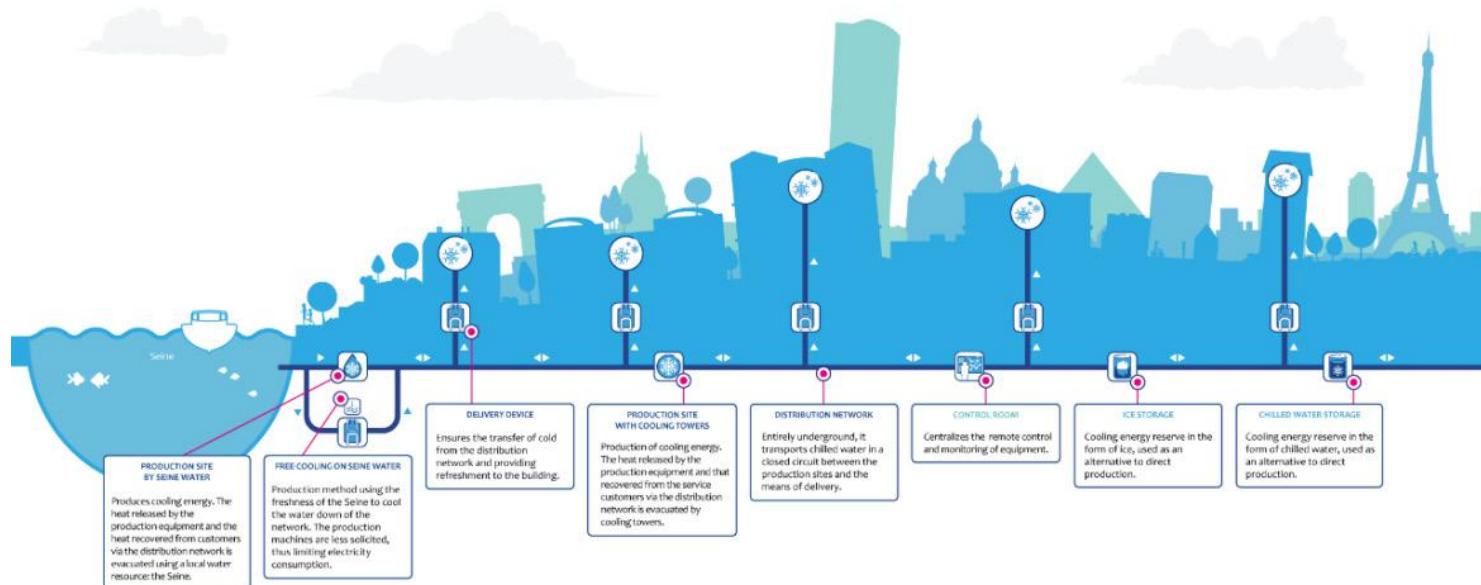 Seine
PRODUCTION SITE
BY SEINE WATER
Produces cooling energy. The
heat released by the
production equipment and the
heat recovered from customers
via the distribution network is
evacuated using a local water
resource: the Seine.
FREE COOLING ON SEINE WATER
Production method using the
freshness of the Seine to cool
the water down of the
network. The production
machines are less solicited,
thus limiting electricity
consumption.
DELIVERY DEVICE
Ensures the transfer of cold
from the distribution
network and providing
refreshment to the building.
PRODUCTION SITE
WITH COOLING TOWERS
Production of cooling energy.
The heat released by the
production equipment and that
recovered from the service
customers via the distribution
network is evacuated by
cooling towers.
DISTRIBUTION NETWORK
Entirely underground, it
transports chilled water in a
closed circuit between the
production sites and the
means of delivery.
CONTROL ROOM
Centralizes the remote control
and monitoring of equipment.
ICE STORAGE
Cooling energy reserve in the
form of ice, used as an
alternative to direct
production.
CHILLED WATER STORAGE
Cooling energy reserve in the
form of chilled water, used as
an alternative to direct
production.